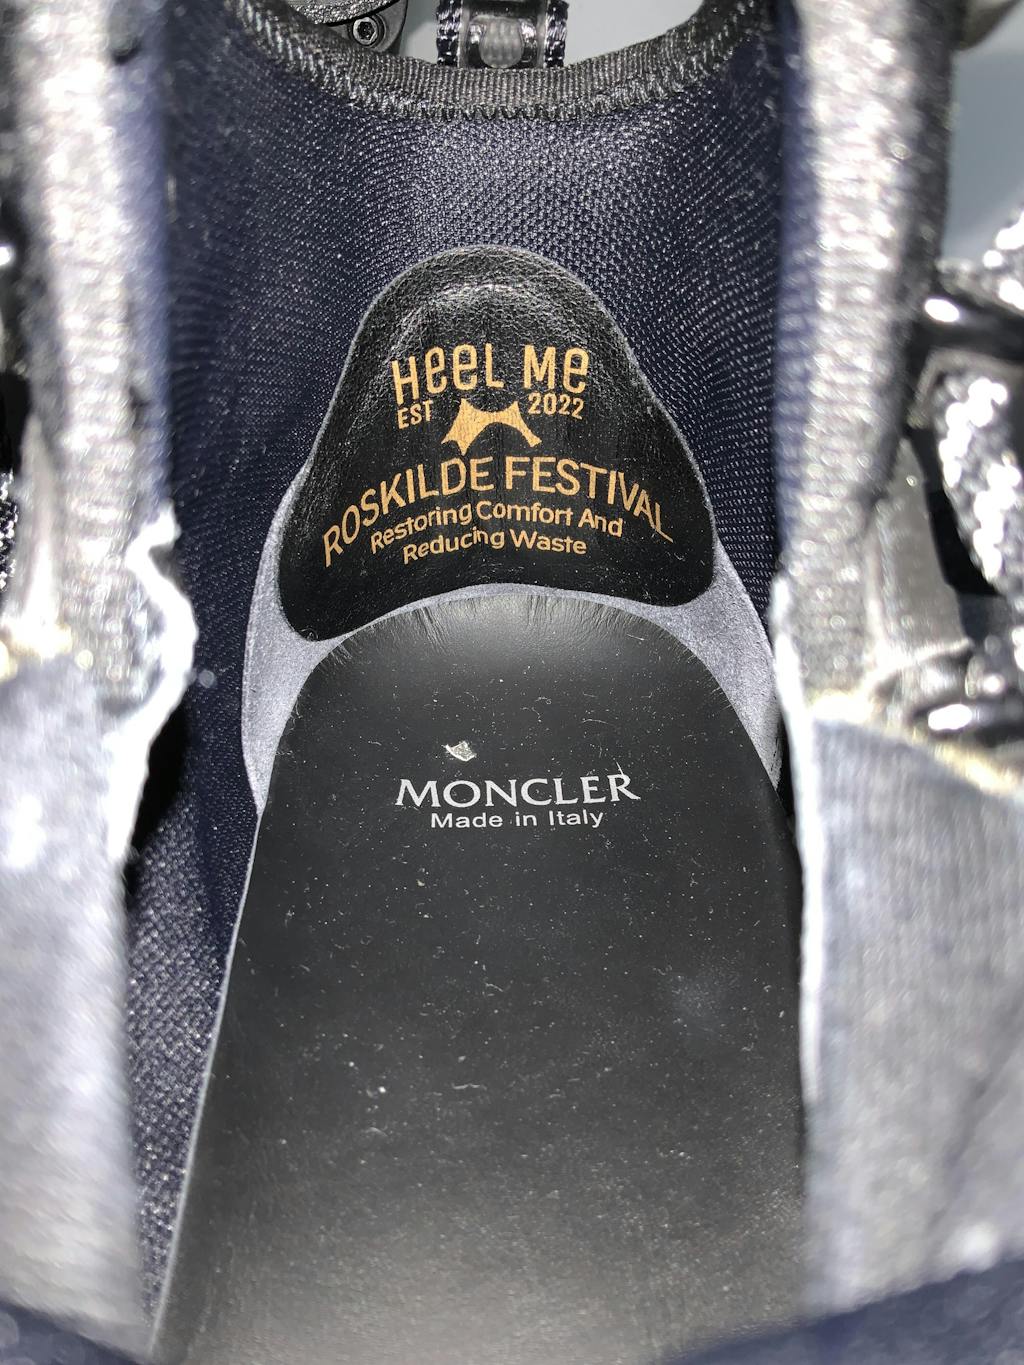 Heel Me
EST 2022
ROSKILDE FESTIVAL
Restoring Comfort And
Reducing Waste
MONCLER
Made in Italy